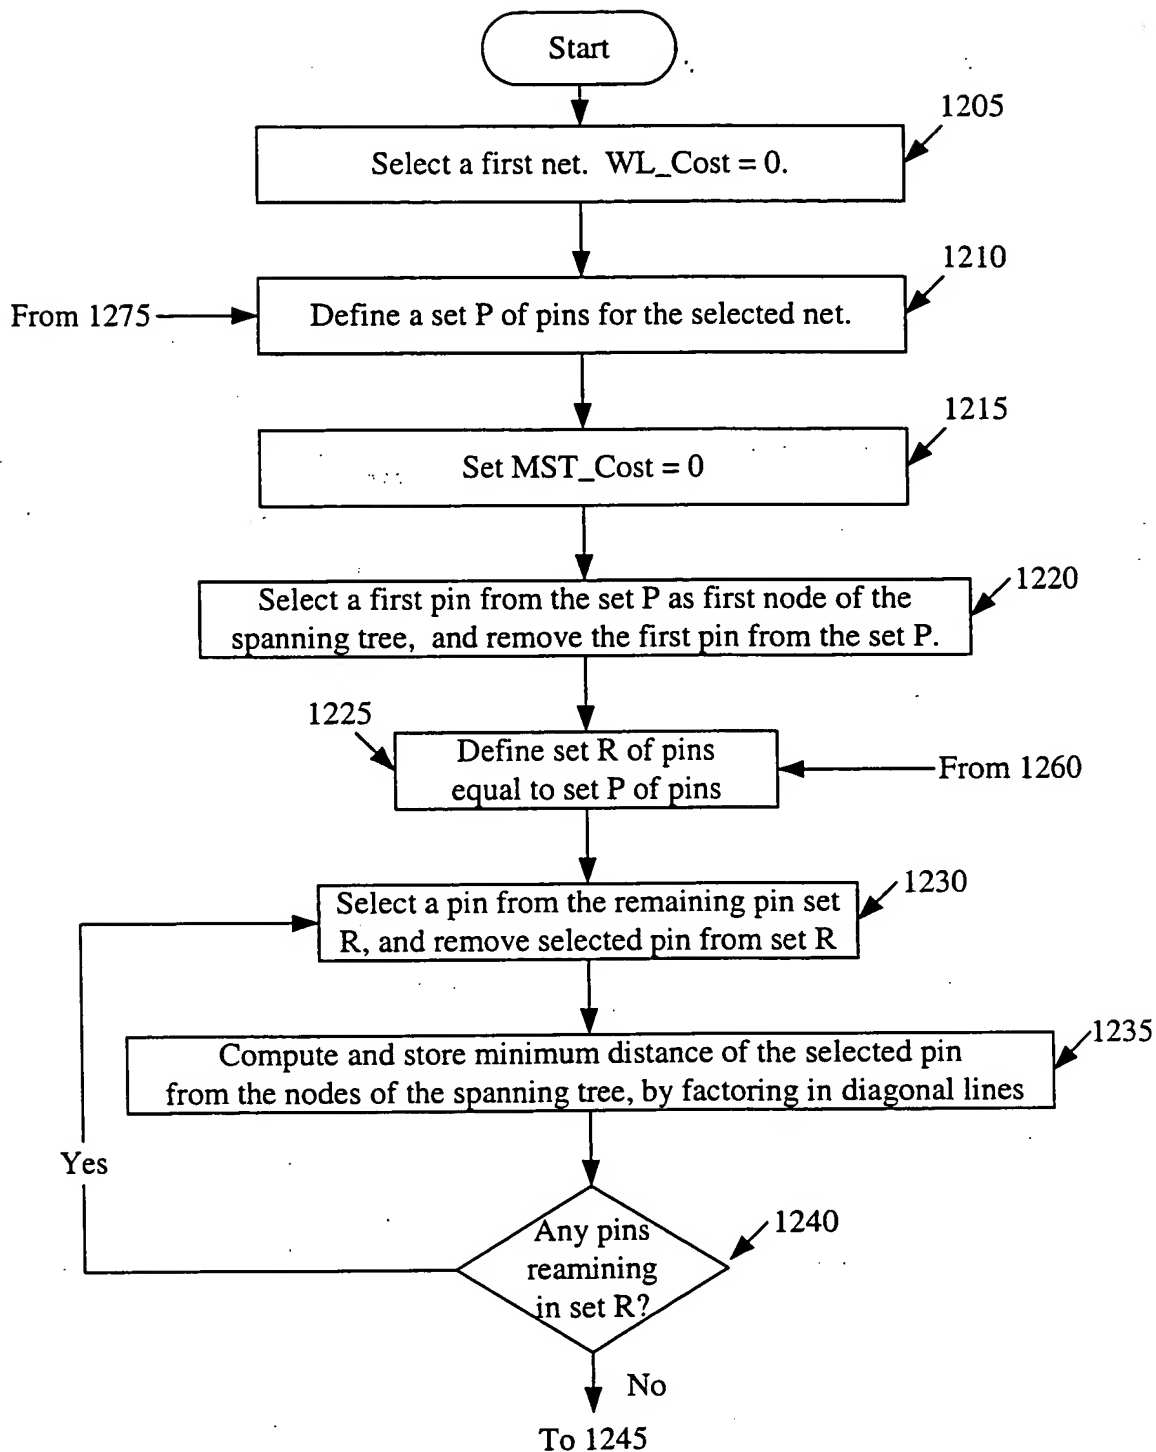 Start
1205
Select a first net. WL_Cost = 0.
1210
From 1275
Define a set P of pins for the selected net.
1215
Set MST_Cost = 0
1220
Select a first pin from the set P as first node of the
spanning tree, and remove the first pin from the set P.
1225
Define set R of pins
equal to set P of pins
From 1260
1230
Select a pin from the remaining pin set
R, and remove selected pin from set R
1235
Compute and store minimum distance of the selected pin
from the nodes of the spanning tree, by factoring in diagonal lines
Yes
1240
Any pins
reamining
in set R?
No
To 1245